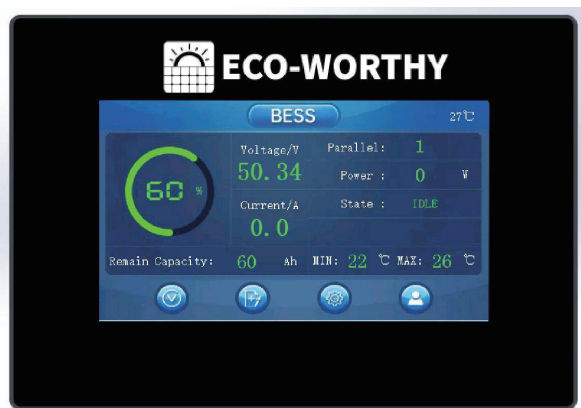 ECO-WORTHY
BESS
27℃
Voltage/V
50.34
Parallel: 1
Power : 0 W
60 %
Current/A
0.0
State : IDLE
Remain Capacity: 60 Ah MIN: 22 ℃ MAX: 26 ℃